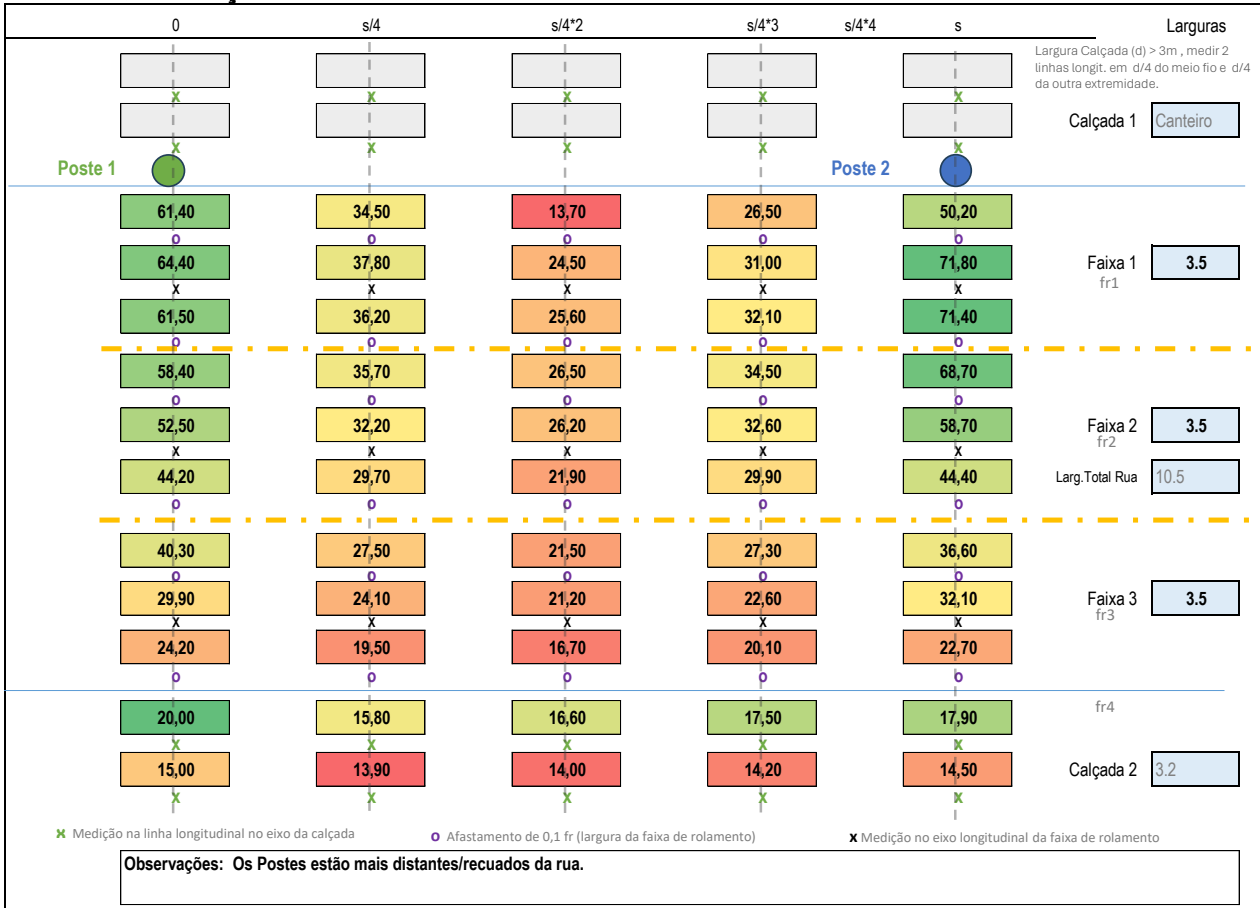 0 s/4 s/4*2 s/4*3 s/4*4 s Larguras
Largura Calçada (d) > 3m , medir 2
linhas longit. em d/4 do meio fio e d/4
da outra extremidade.
x x x x x
Calçada 1 Canteiro
x x x x x
Poste 1 Poste 2
61,40 34,50 13,70 26,50 50,20
o o o o o
64,40 37,80 24,50 31,00 71,80 Faixa 1 3.5
x x x x x fr1
61,50 36,20 25,60 32,10 71,40
o o o o o
58,40 35,70 26,50 34,50 68,70
o o o o o
52,50 32,20 26,20 32,60 58,70 Faixa 2 3.5
x x x x x fr2
44,20 29,70 21,90 29,90 44,40 Larg.Total Rua 10.5
o o o o o
40,30 27,50 21,50 27,30 36,60
o o o o o
29,90 24,10 21,20 22,60 32,10 Faixa 3 3.5
x x x x x fr3
24,20 19,50 16,70 20,10 22,70
o o o o o
20,00 15,80 16,60 17,50 17,90 fr4
x x x x x
15,00 13,90 14,00 14,20 14,50 Calçada 2 3.2
x x x x x
x Medição na linha longitudinal no eixo da calçada o Afastamento de 0,1 fr (largura da faixa de rolamento) x Medição no eixo longitudinal da faixa de rolamento
Observações: Os Postes estão mais distantes/recuados da rua.